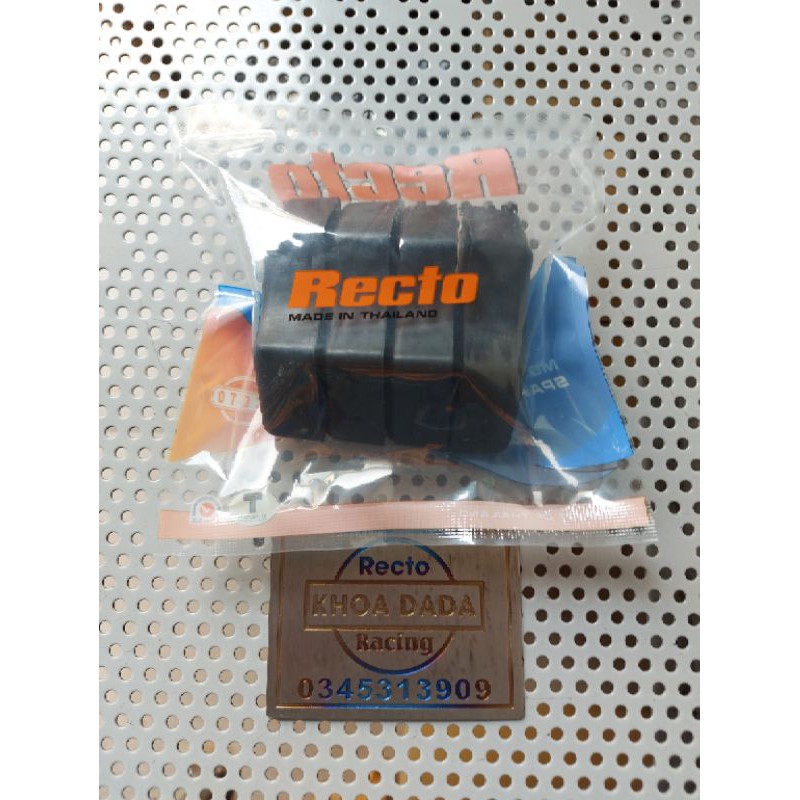 Recto
Recto
MADE IN THAILAND
T
Recto
KHOA DADA
Racing
0345313909